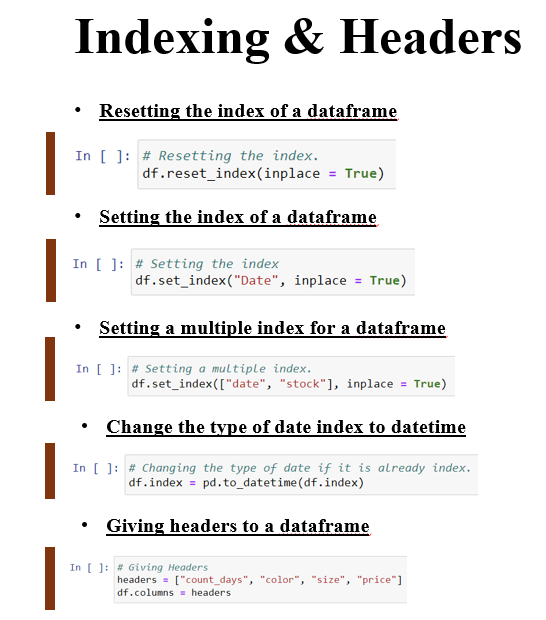 Indexing & Headers
• Resetting the index of a dataframe
In [ ]: # Resetting the index.
df.reset_index(inplace = True)
• Setting the index of a dataframe
In [ ]: # Setting the index
df.set_index("Date", inplace = True)
• Setting a multiple index for a dataframe
In [ ]: # Setting a multiple index.
df.set_index(["date", "stock"], inplace = True)
• Change the type of date index to datetime
In [ ]: # Changing the type of date if it is already index.
df.index = pd.to_datetime(df.index)
• Giving headers to a dataframe
In [ ]: # Giving Headers
headers = ["count_days", "color", "size", "price"]
df.columns = headers